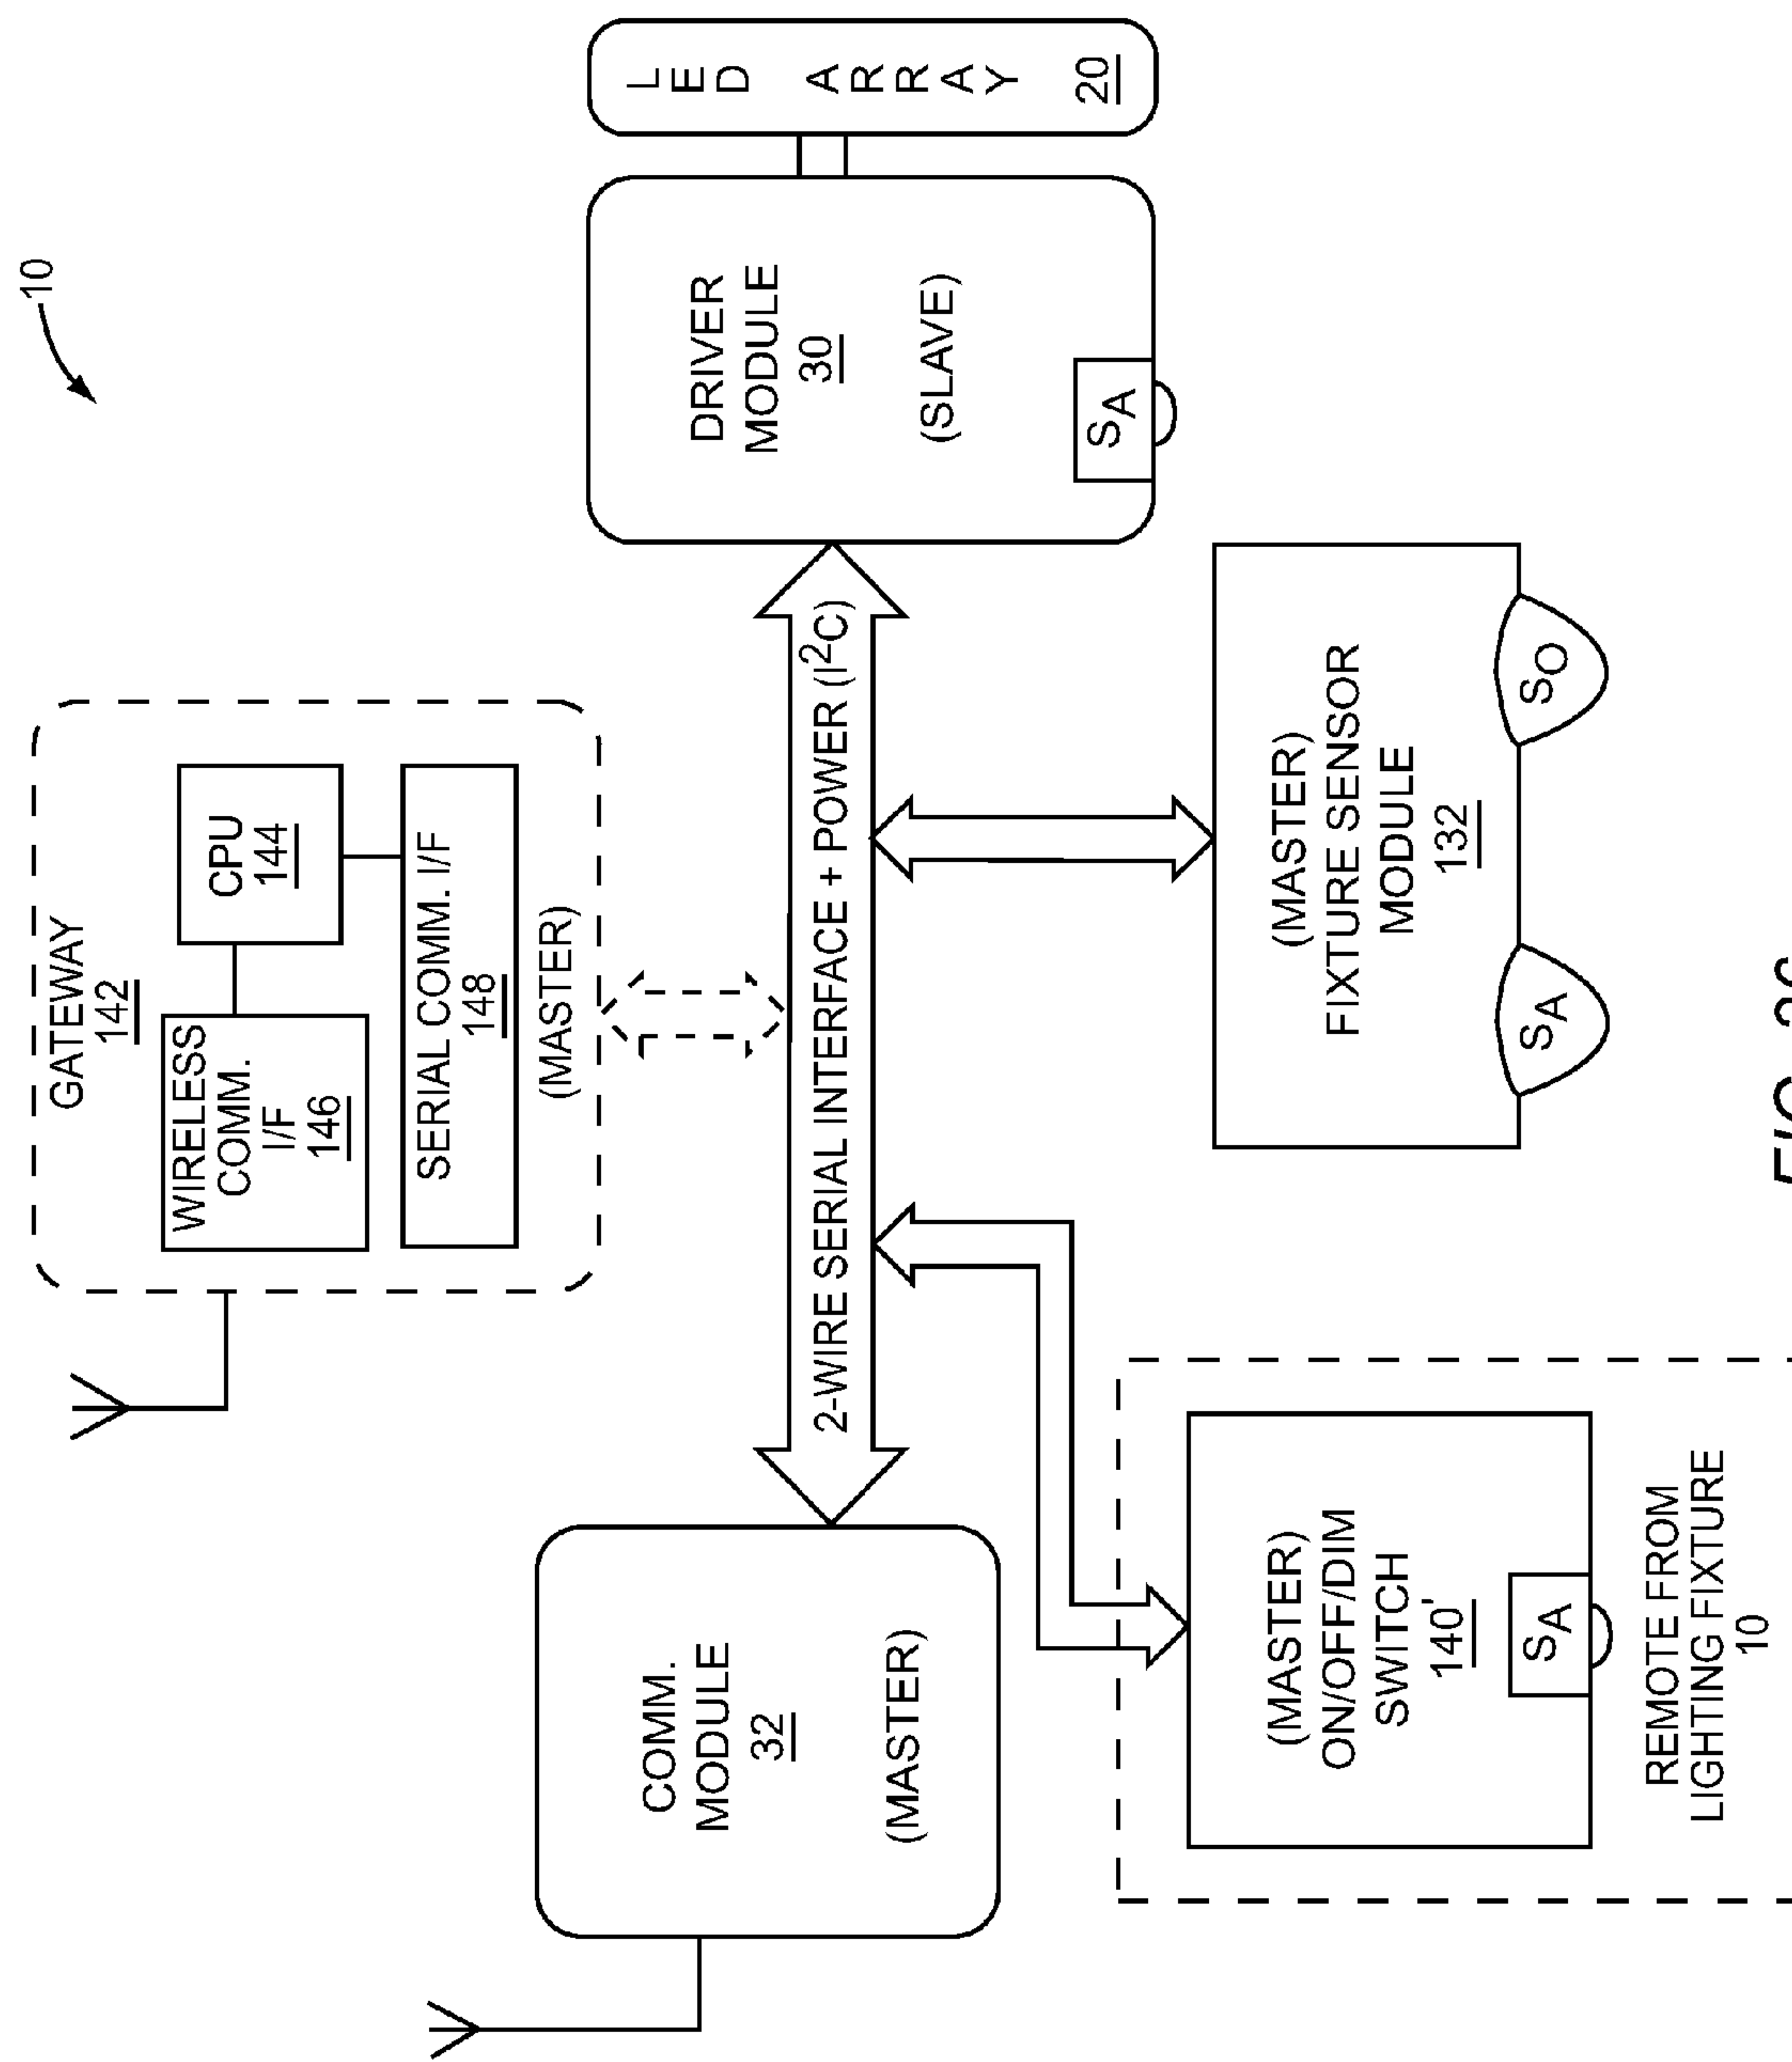 10
GATEWAY
142
WIRELESS
COMM.
I/F
146
CPU
144
SERIAL COMM. I/F
148
(MASTER)
COMM.
MODULE
32
(MASTER)
2-WIRE SERIAL INTERFACE + POWER (I²C)
DRIVER
MODULE
30
(SLAVE)
SA
LED ARRAY
20
(MASTER)
ON/OFF/DIM
SWITCH
140'
SA
REMOTE FROM
LIGHTING FIXTURE
10
(MASTER)
FIXTURE SENSOR
MODULE
132
SA
SO